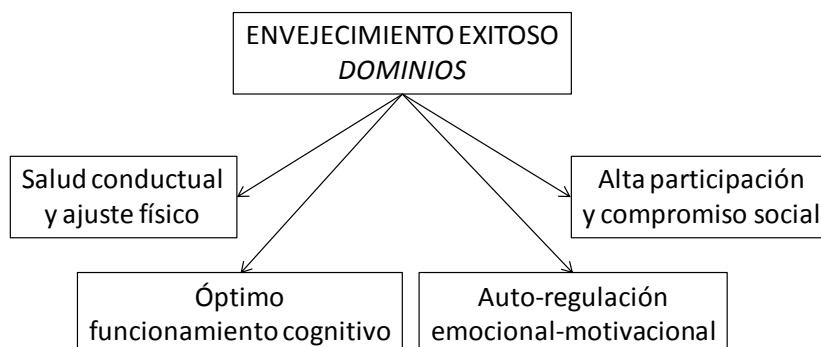 ENVEJECIMIENTO EXITOSO
DOMINIOS
Salud conductual
y ajuste físico
Alta participación
y compromiso social
Óptimo
funcionamiento cognitivo
Auto-regulación
emocional-motivacional